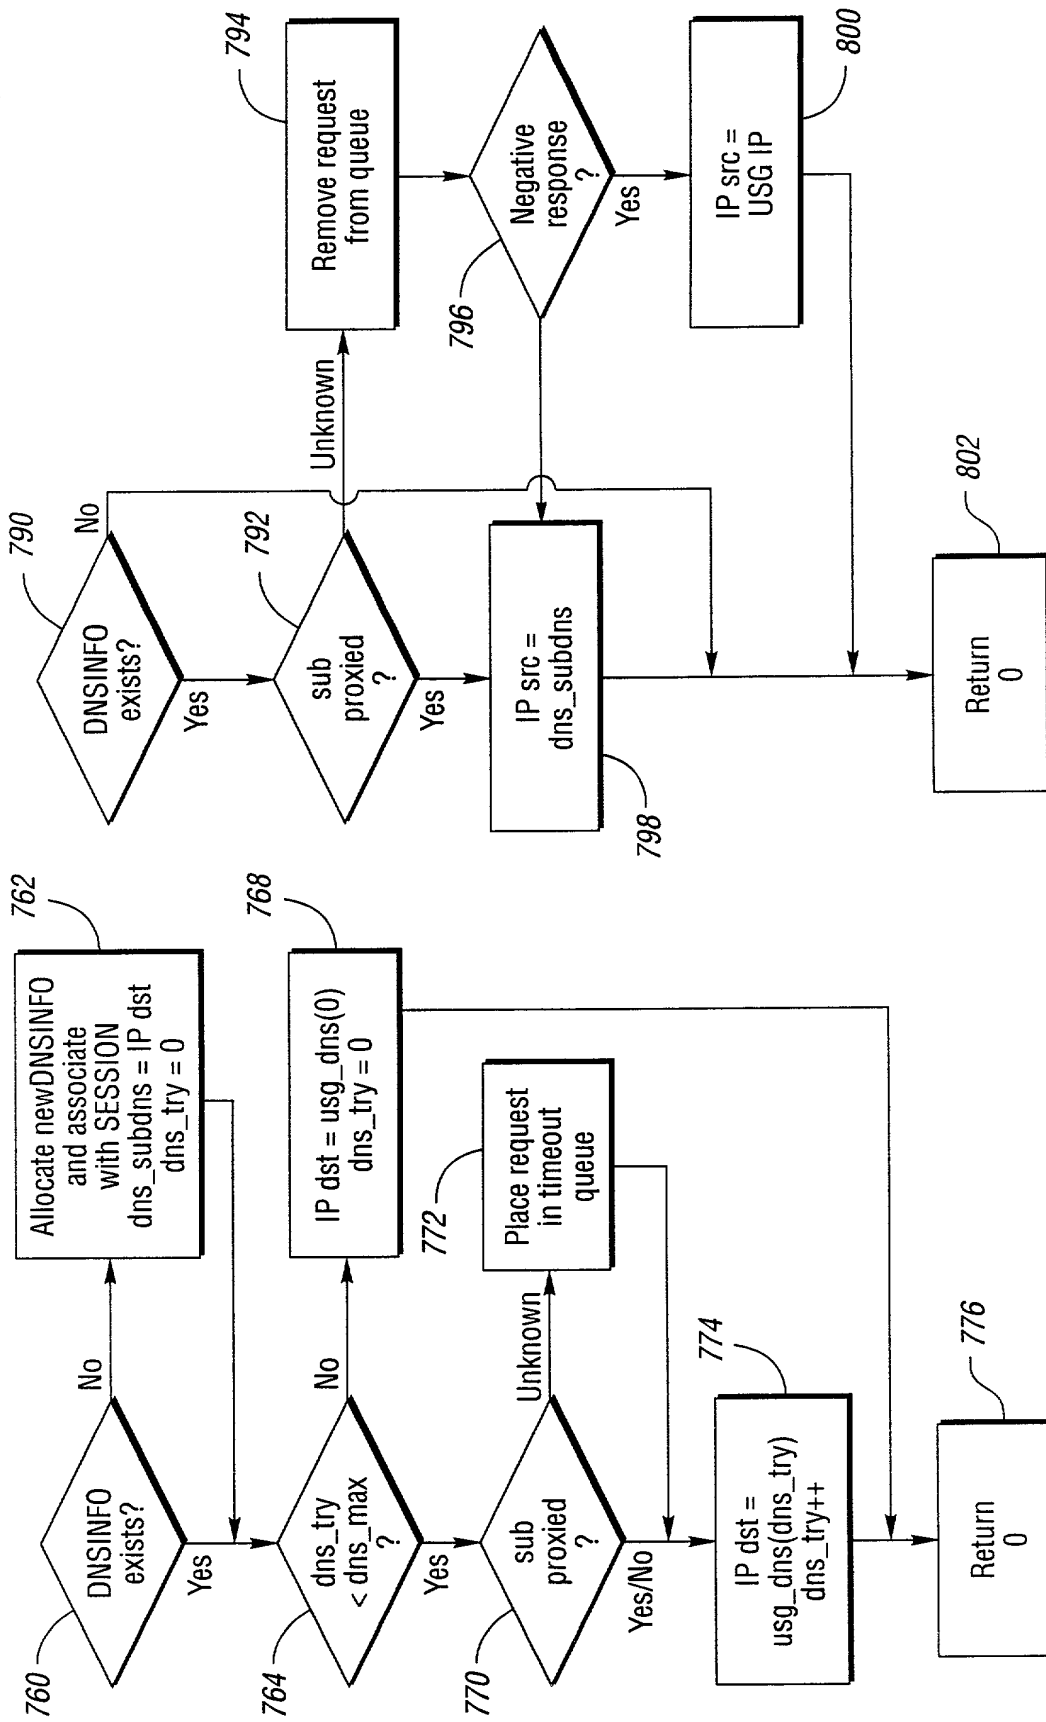 760
DNSINFO
exists?
No
Yes
762
Allocate newDNSINFO
and associate
with SESSION
dns_subdns = IP dst
dns_try = 0
764
dns_try
< dns_max
?
No
Yes
768
IP dst = usg_dns(0)
dns_try = 0
770
sub
proxied
?
Unknown
Yes/No
772
Place request
in timeout
queue
774
IP dst =
usg_dns(dns_try)
dns_try++
776
Return
0
790
DNSINFO
exists?
No
Yes
792
sub
proxied
?
Unknown
Yes
794
Remove request
from queue
796
Negative
response
?
Yes
798
IP src =
dns_subdns
800
IP src =
USG IP
802
Return
0